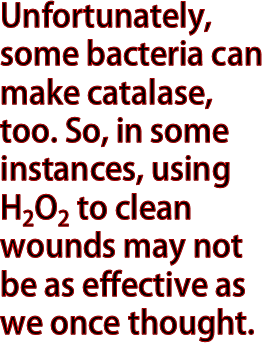 Unfortunately,
some bacteria can
make catalase,
too. So, in some
instances, using
H₂O₂ to clean
wounds may not
be as effective as
we once thought.